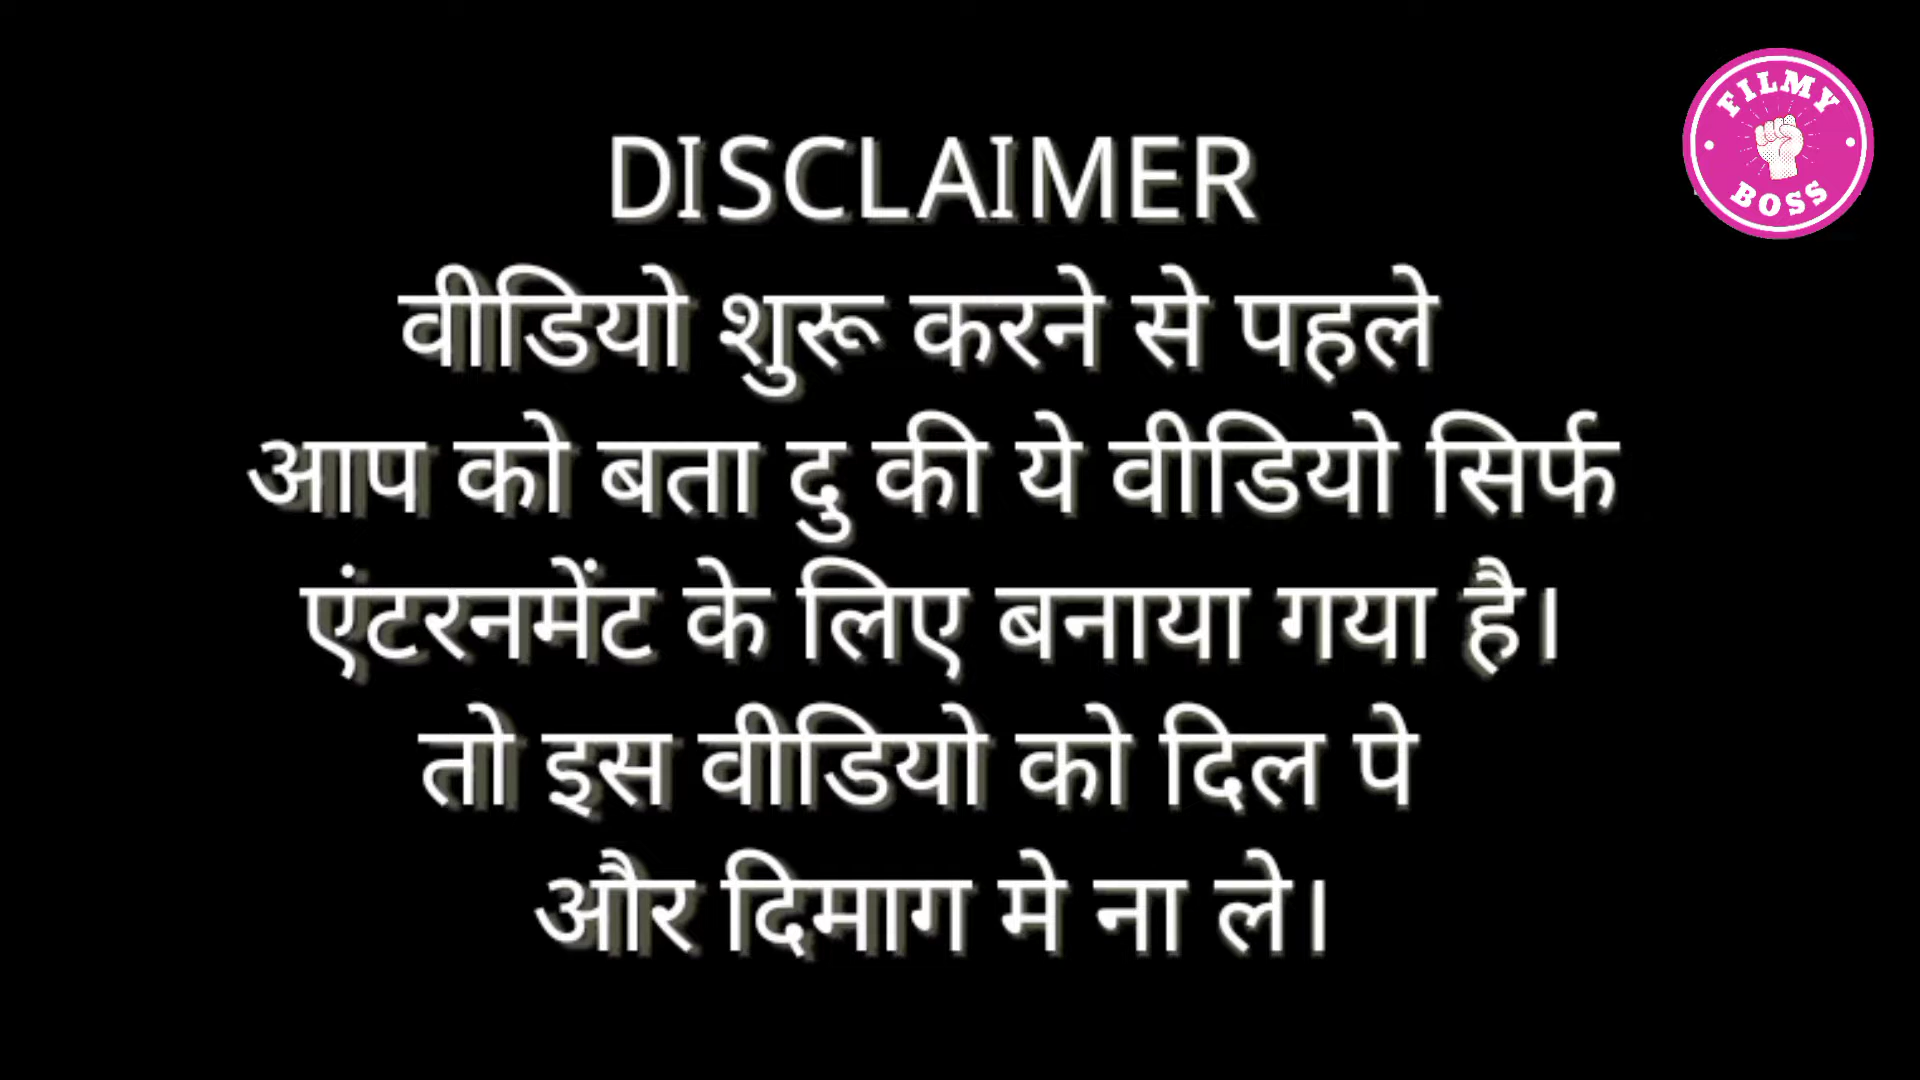 FILMY
BOSS
DISCLAIMER
वीडियो शुरू करने से पहले
आप को बता दु की ये वीडियो सिर्फ
एंटरनमेंट के लिए बनाया गया है।
तो इस वीडियो को दिल पे
और दिमाग मे ना ले।